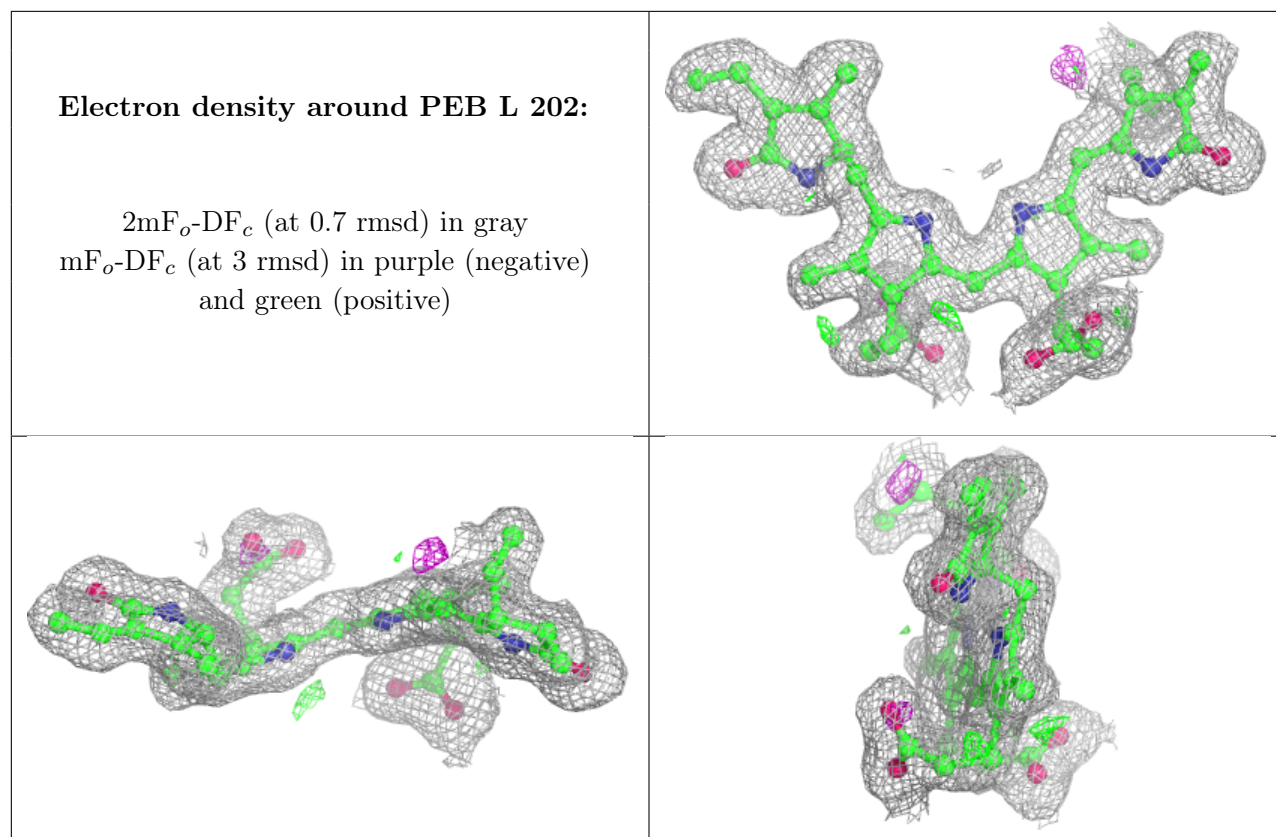 Electron density around PEB L 202:
2mFₒ-DF𝒸 (at 0.7 rmsd) in gray
mFₒ-DF𝒸 (at 3 rmsd) in purple (negative)
and green (positive)